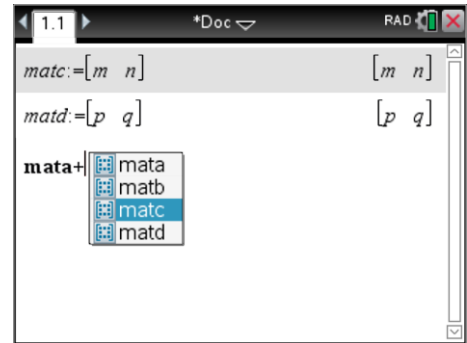 1.1 *Doc RAD
matc:=[m n] [m n]
matd:=[p q] [p q]
mata+
mata
matb
matc
matd